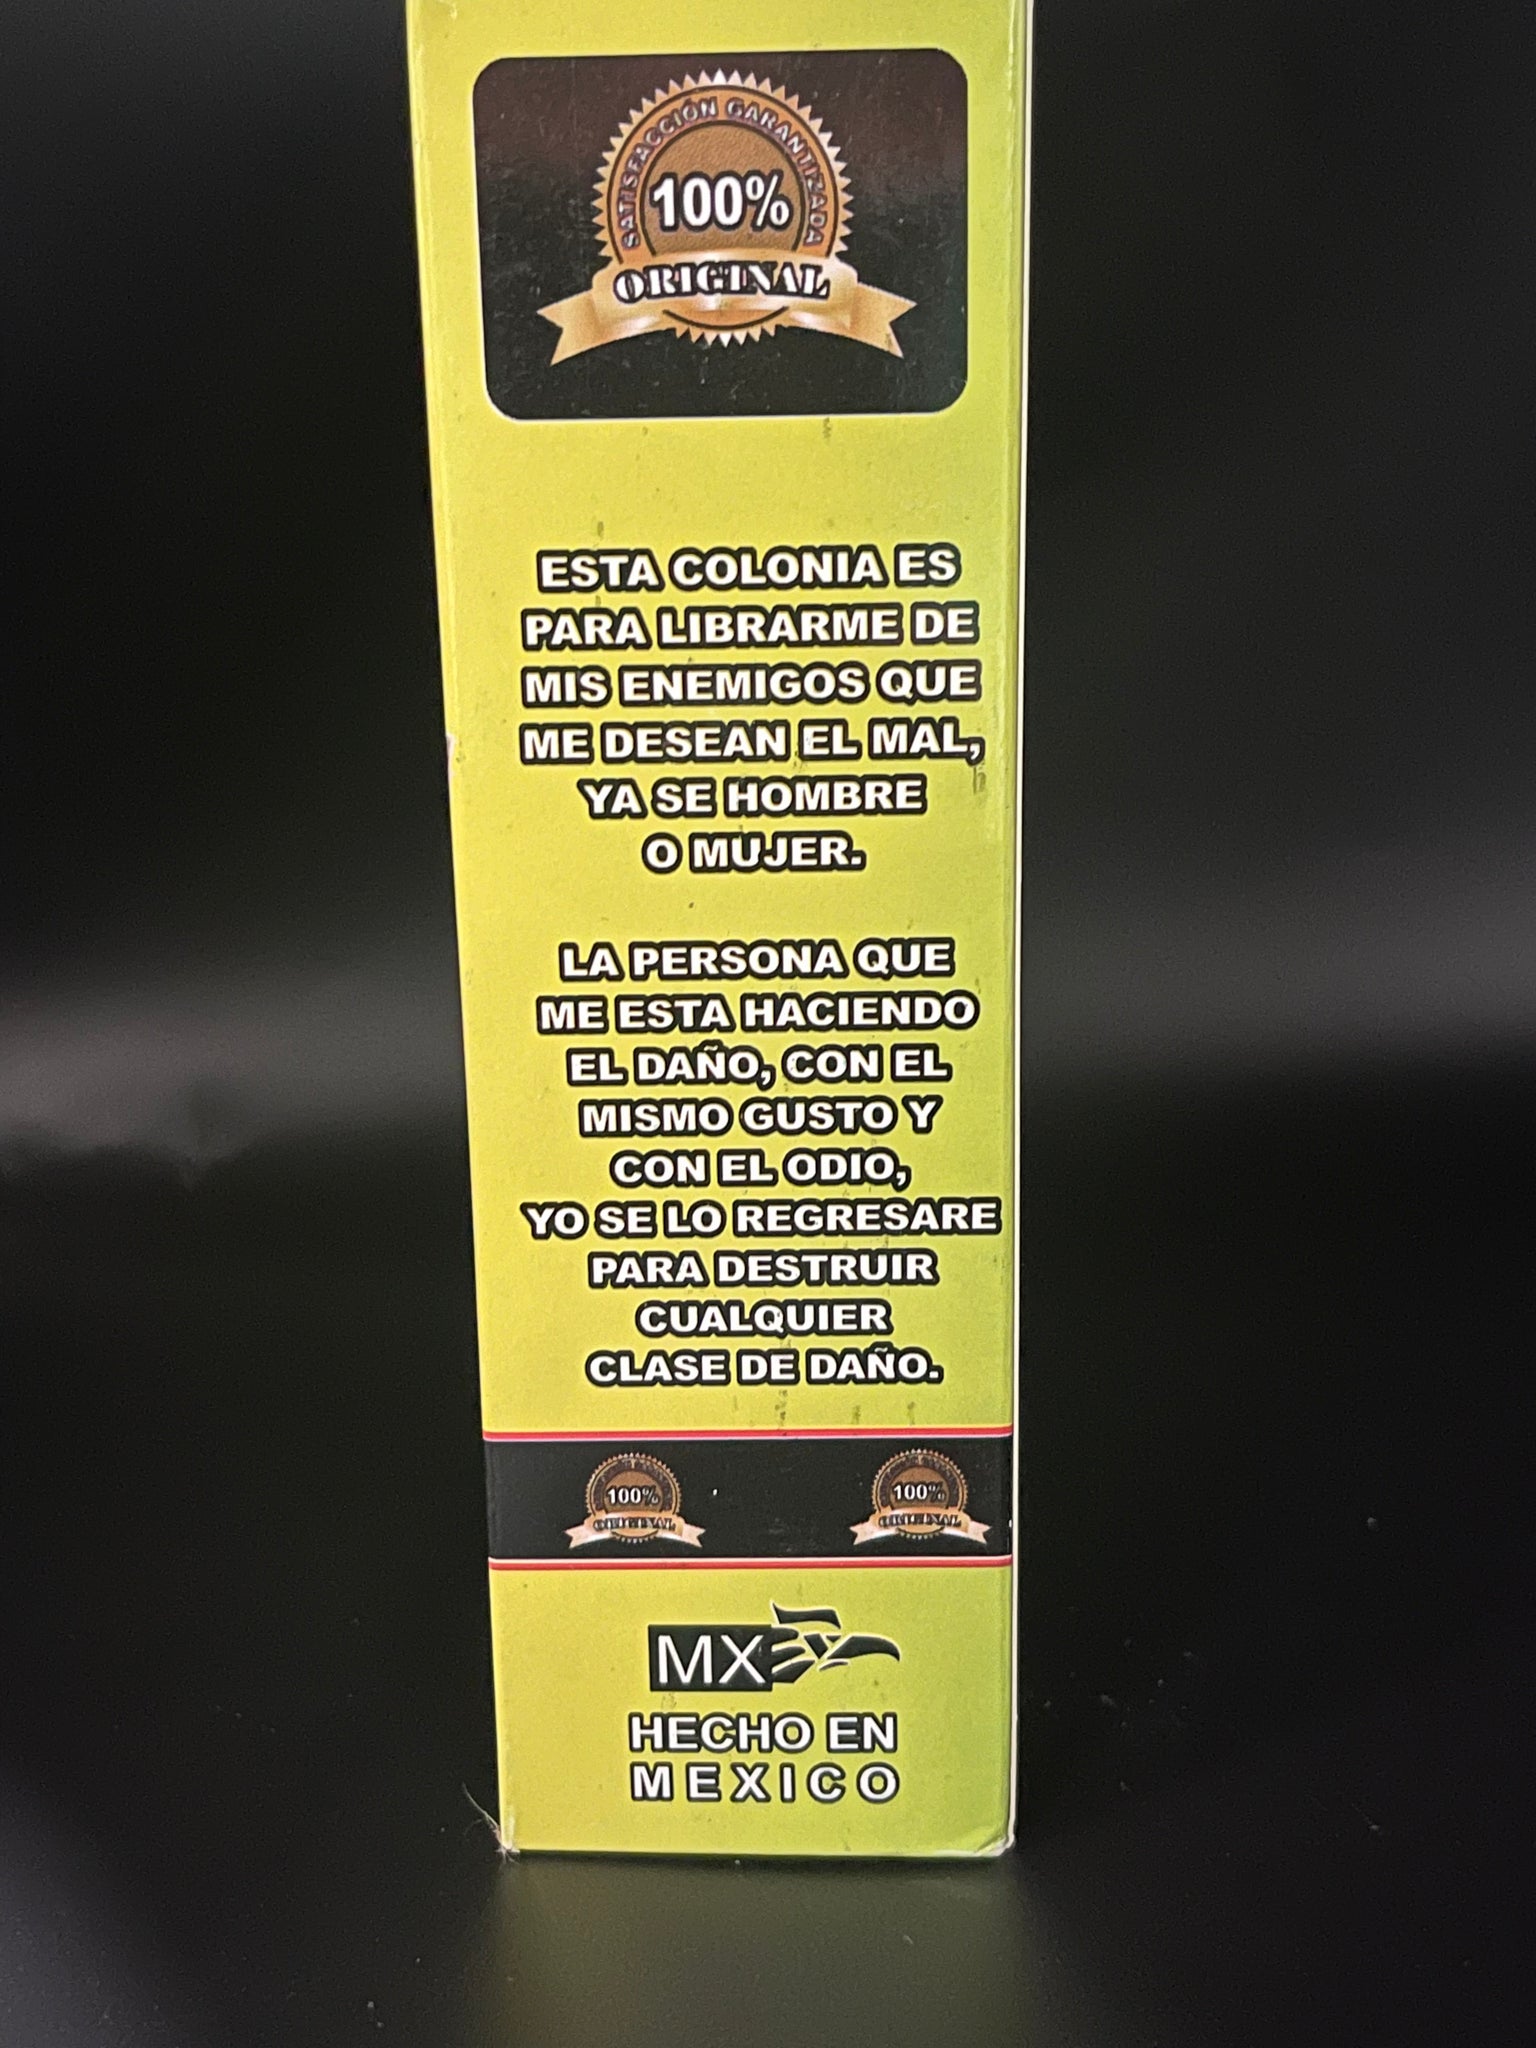 SATISFACCIÓN GARANTIZADA
100%
ORIGINAL
ESTA COLONIA ES
PARA LIBRARME DE
MIS ENEMIGOS QUE
ME DESEAN EL MAL,
YA SE HOMBRE
O MUJER.
LA PERSONA QUE
ME ESTA HACIENDO
EL DAÑO, CON EL
MISMO GUSTO Y
CON EL ODIO,
YO SE LO REGRESARE
PARA DESTRUIR
CUALQUIER
CLASE DE DAÑO.
100%
ORIGINAL
100%
ORIGINAL
MX
HECHO EN
MEXICO